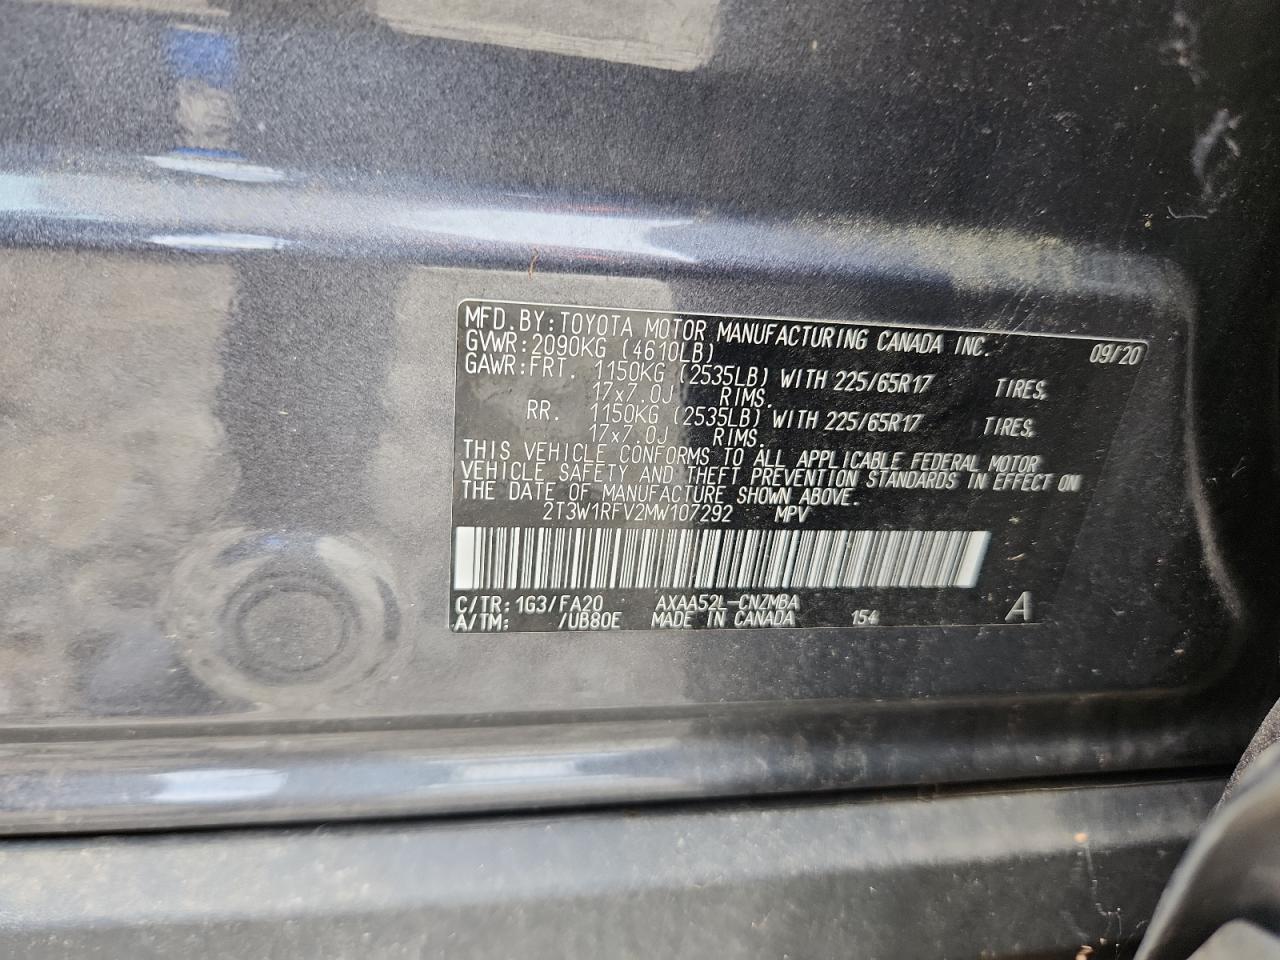 MFD.BY:TOYOTA MOTOR MANUFACTURING CANADA INC. 09/20
GVWR:2090KG (4610LB)
GAWR:FRT. 1150KG (2535LB) WITH 225/65R17 TIRES,
17x7.0J RIMS.
RR. 1150KG (2535LB) WITH 225/65R17 TIRES,
17x7.0J RIMS.
THIS VEHICLE CONFORMS TO ALL APPLICABLE FEDERAL MOTOR
VEHICLE SAFETY AND THEFT PREVENTION STANDARDS IN EFFECT ON
THE DATE OF MANUFACTURE SHOWN ABOVE.
2T3W1RFV2MW107292 MPV
C/TR:1G3/FA20 AXAA52L-CNZMBA
A/TM: /UB80E MADE IN CANADA 154 A